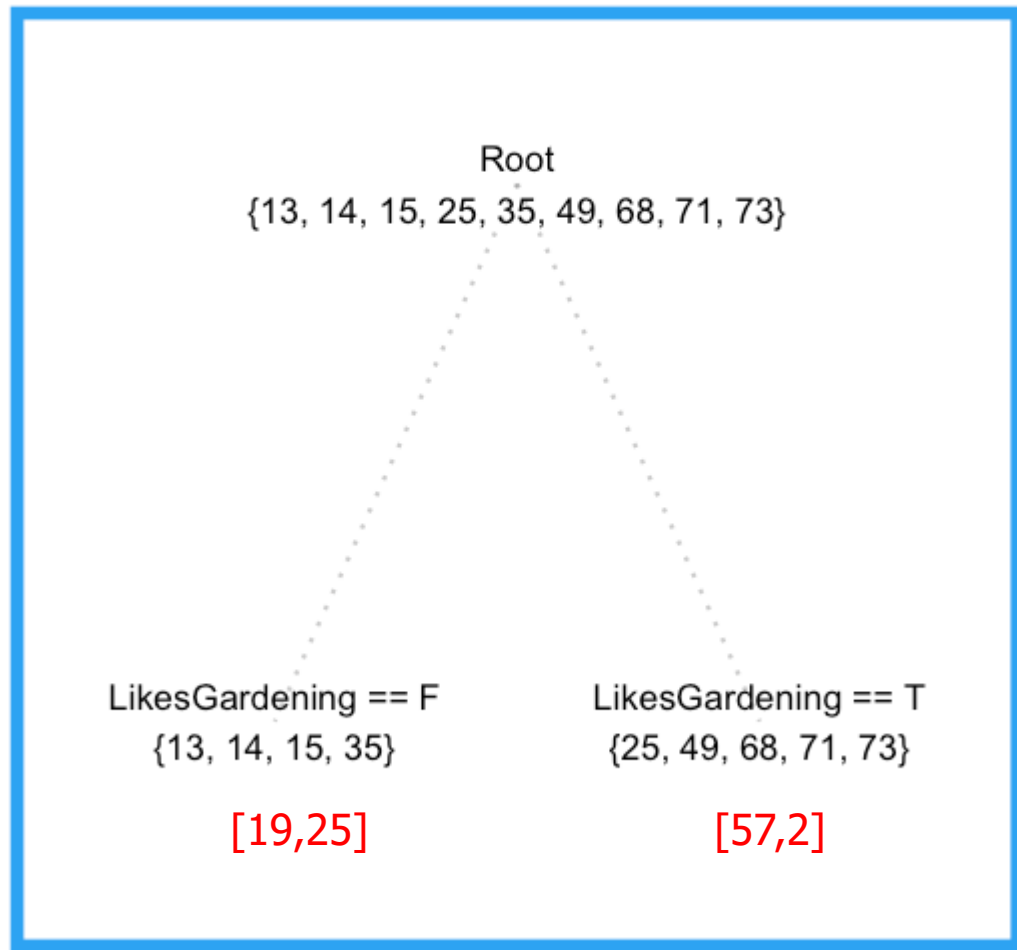 Root
{13, 14, 15, 25, 35, 49, 68, 71, 73}
LikesGardening == F
LikesGardening == T
{13, 14, 15, 35}
{25, 49, 68, 71, 73}
[19,25]
[57,2]